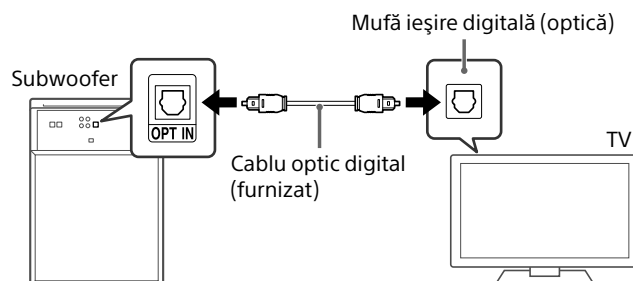 Mufă ieşire digitală (optică)
Subwoofer
OPT IN
TV
Cablu optic digital
(furnizat)